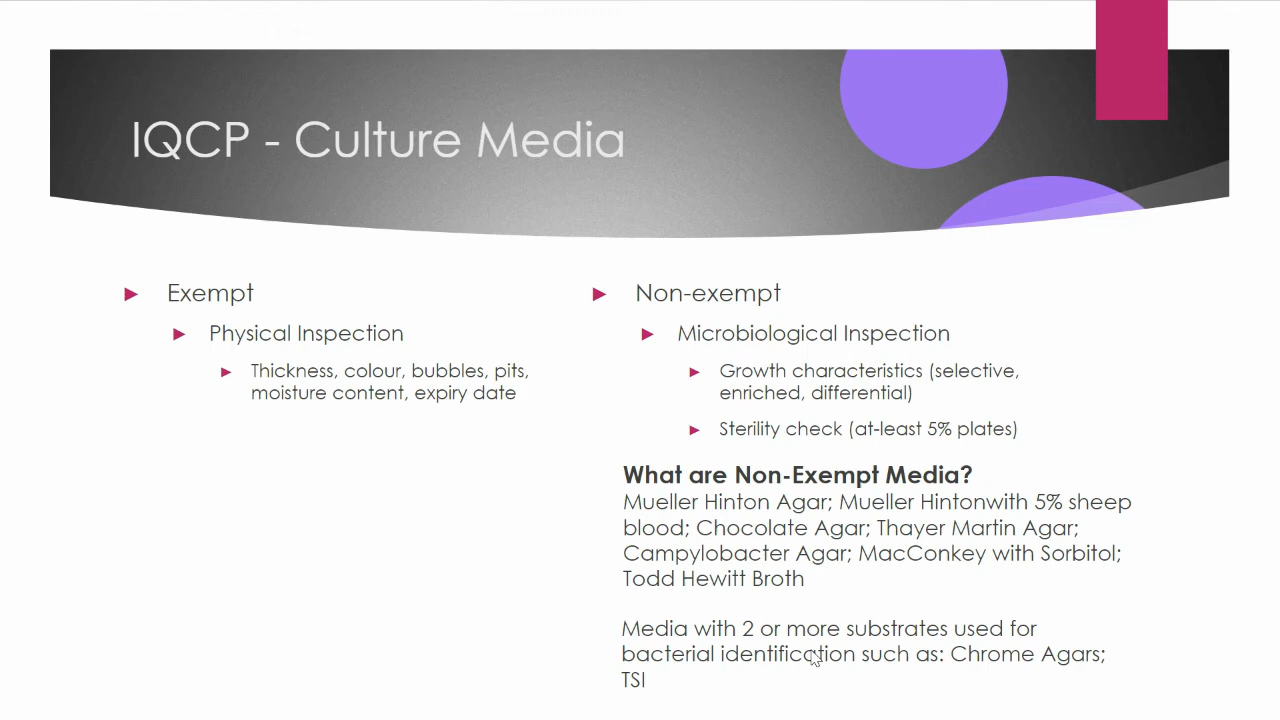 IQCP - Culture Media
Exempt
Physical Inspection
Thickness, colour, bubbles, pits,
moisture content, expiry date
Non-exempt
Microbiological Inspection
Growth characteristics (selective,
enriched, differential)
Sterility check (at-least 5% plates)
What are Non-Exempt Media?
Mueller Hinton Agar; Mueller Hintonwith 5% sheep
blood; Chocolate Agar; Thayer Martin Agar;
Campylobacter Agar; MacConkey with Sorbitol;
Todd Hewitt Broth
Media with 2 or more substrates used for
bacterial identification such as: Chrome Agars;
TSI